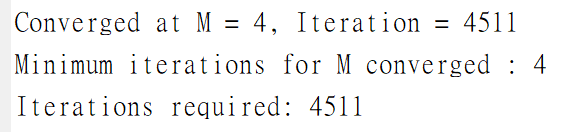 Converged at M = 4, Iteration = 4511
Minimum iterations for M converged : 4
Iterations required: 4511